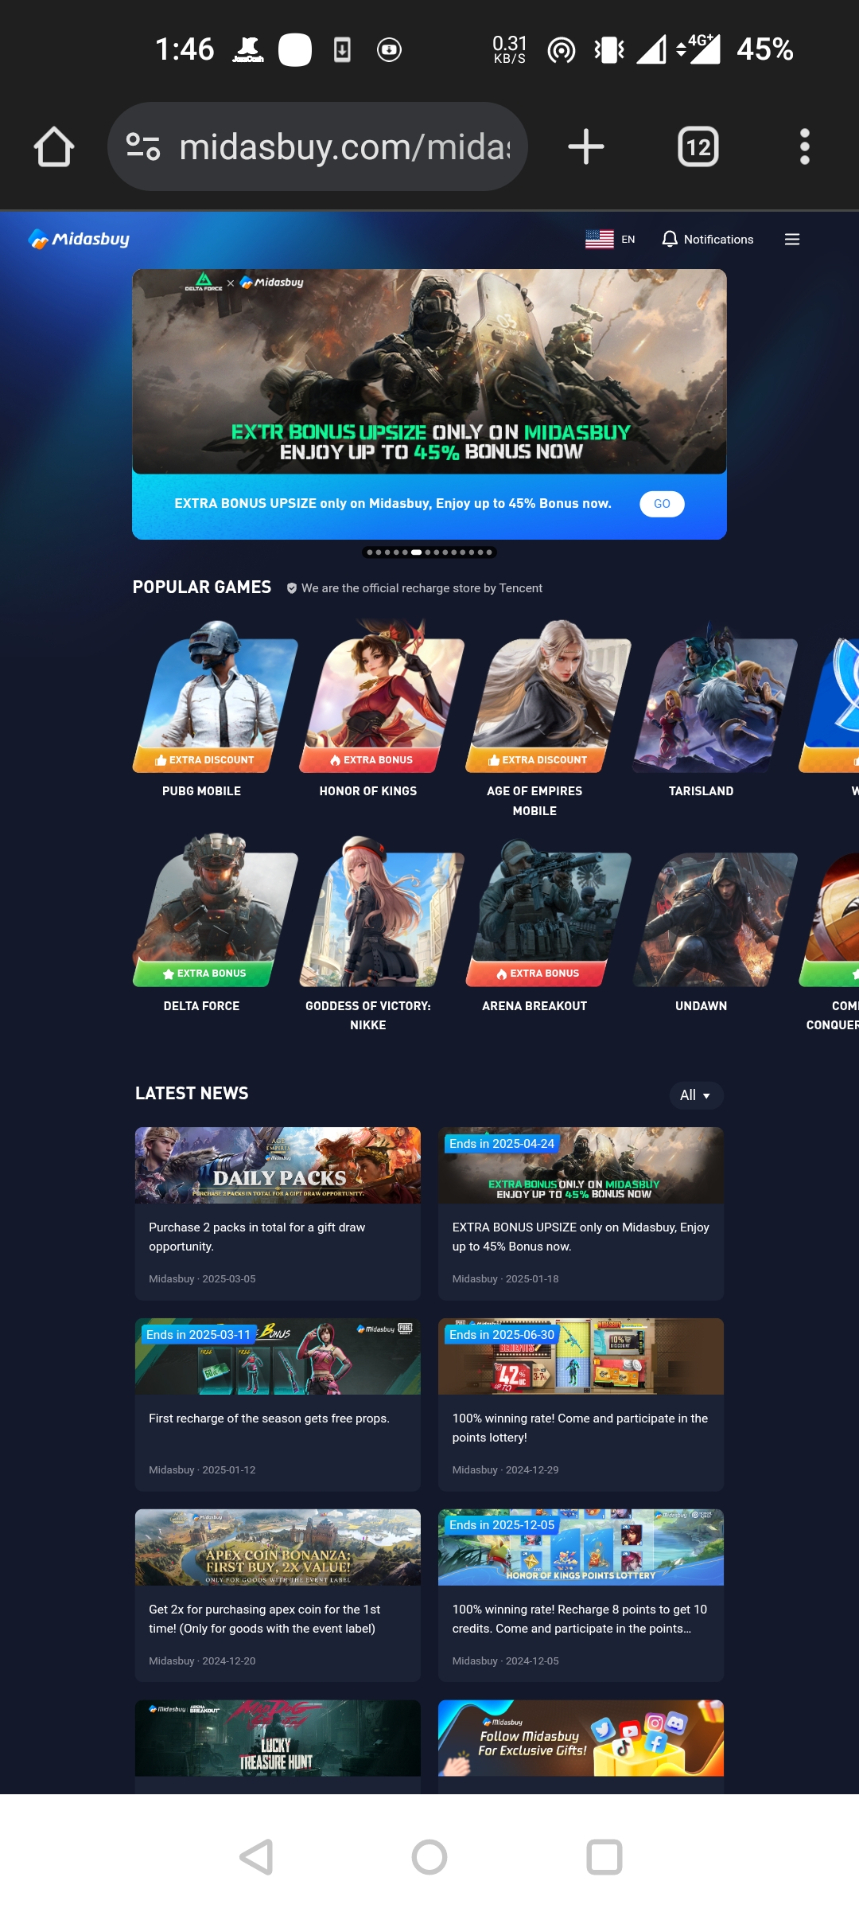 1:46
JazzCash
0.31
KB/S
4G+
45%
midasbuy.com/midas
12
Midasbuy
EN
Notifications
DELTA FORCE × Midasbuy
EXTR BONUS UPSIZE ONLY ON MIDASBUY
ENJOY UP TO 45% BONUS NOW
EXTRA BONUS UPSIZE only on Midasbuy, Enjoy up to 45% Bonus now.
GO
POPULAR GAMES
We are the official recharge store by Tencent
EXTRA DISCOUNT
EXTRA BONUS
EXTRA DISCOUNT
PUBG MOBILE
HONOR OF KINGS
AGE OF EMPIRES
MOBILE
TARISLAND
W
EXTRA BONUS
EXTRA BONUS
DELTA FORCE
GODDESS OF VICTORY:
NIKKE
ARENA BREAKOUT
UNDAWN
COM
CONQUER
LATEST NEWS
All
Midasbuy
DAILY PACKS
PURCHASE 2 PACKS IN TOTAL FOR A GIFT DRAW OPPORTUNITY.
Purchase 2 packs in total for a gift draw
opportunity.
Midasbuy · 2025-03-05
Ends in 2025-04-24
EXTRA BONUS ONLY ON MIDASBUY
ENJOY UP TO 45% BONUS NOW
EXTRA BONUS UPSIZE only on Midasbuy, Enjoy
up to 45% Bonus now.
Midasbuy · 2025-01-18
Ends in 2025-03-11
BONUS
Midasbuy
First recharge of the season gets free props.
Midasbuy · 2025-01-12
Ends in 2025-06-30
10%
DISCOUNT
42%
UP TO
100% winning rate! Come and participate in the
points lottery!
Midasbuy · 2024-12-29
Midasbuy
APEX COIN BONANZA:
FIRST BUY, 2X VALUE!
ONLY FOR GOODS WITH THE EVENT LABEL
Get 2x for purchasing apex coin for the 1st
time! (Only for goods with the event label)
Midasbuy · 2024-12-20
Ends in 2025-12-05
Midasbuy
HONOR OF KINGS POINTS LOTTERY
100% winning rate! Recharge 8 points to get 10
credits. Come and participate in the points...
Midasbuy · 2024-12-05
Midasbuy
ARENA BREAKOUT
LUCKY
TREASURE HUNT
Midasbuy
Follow Midasbuy
For Exclusive Gifts!